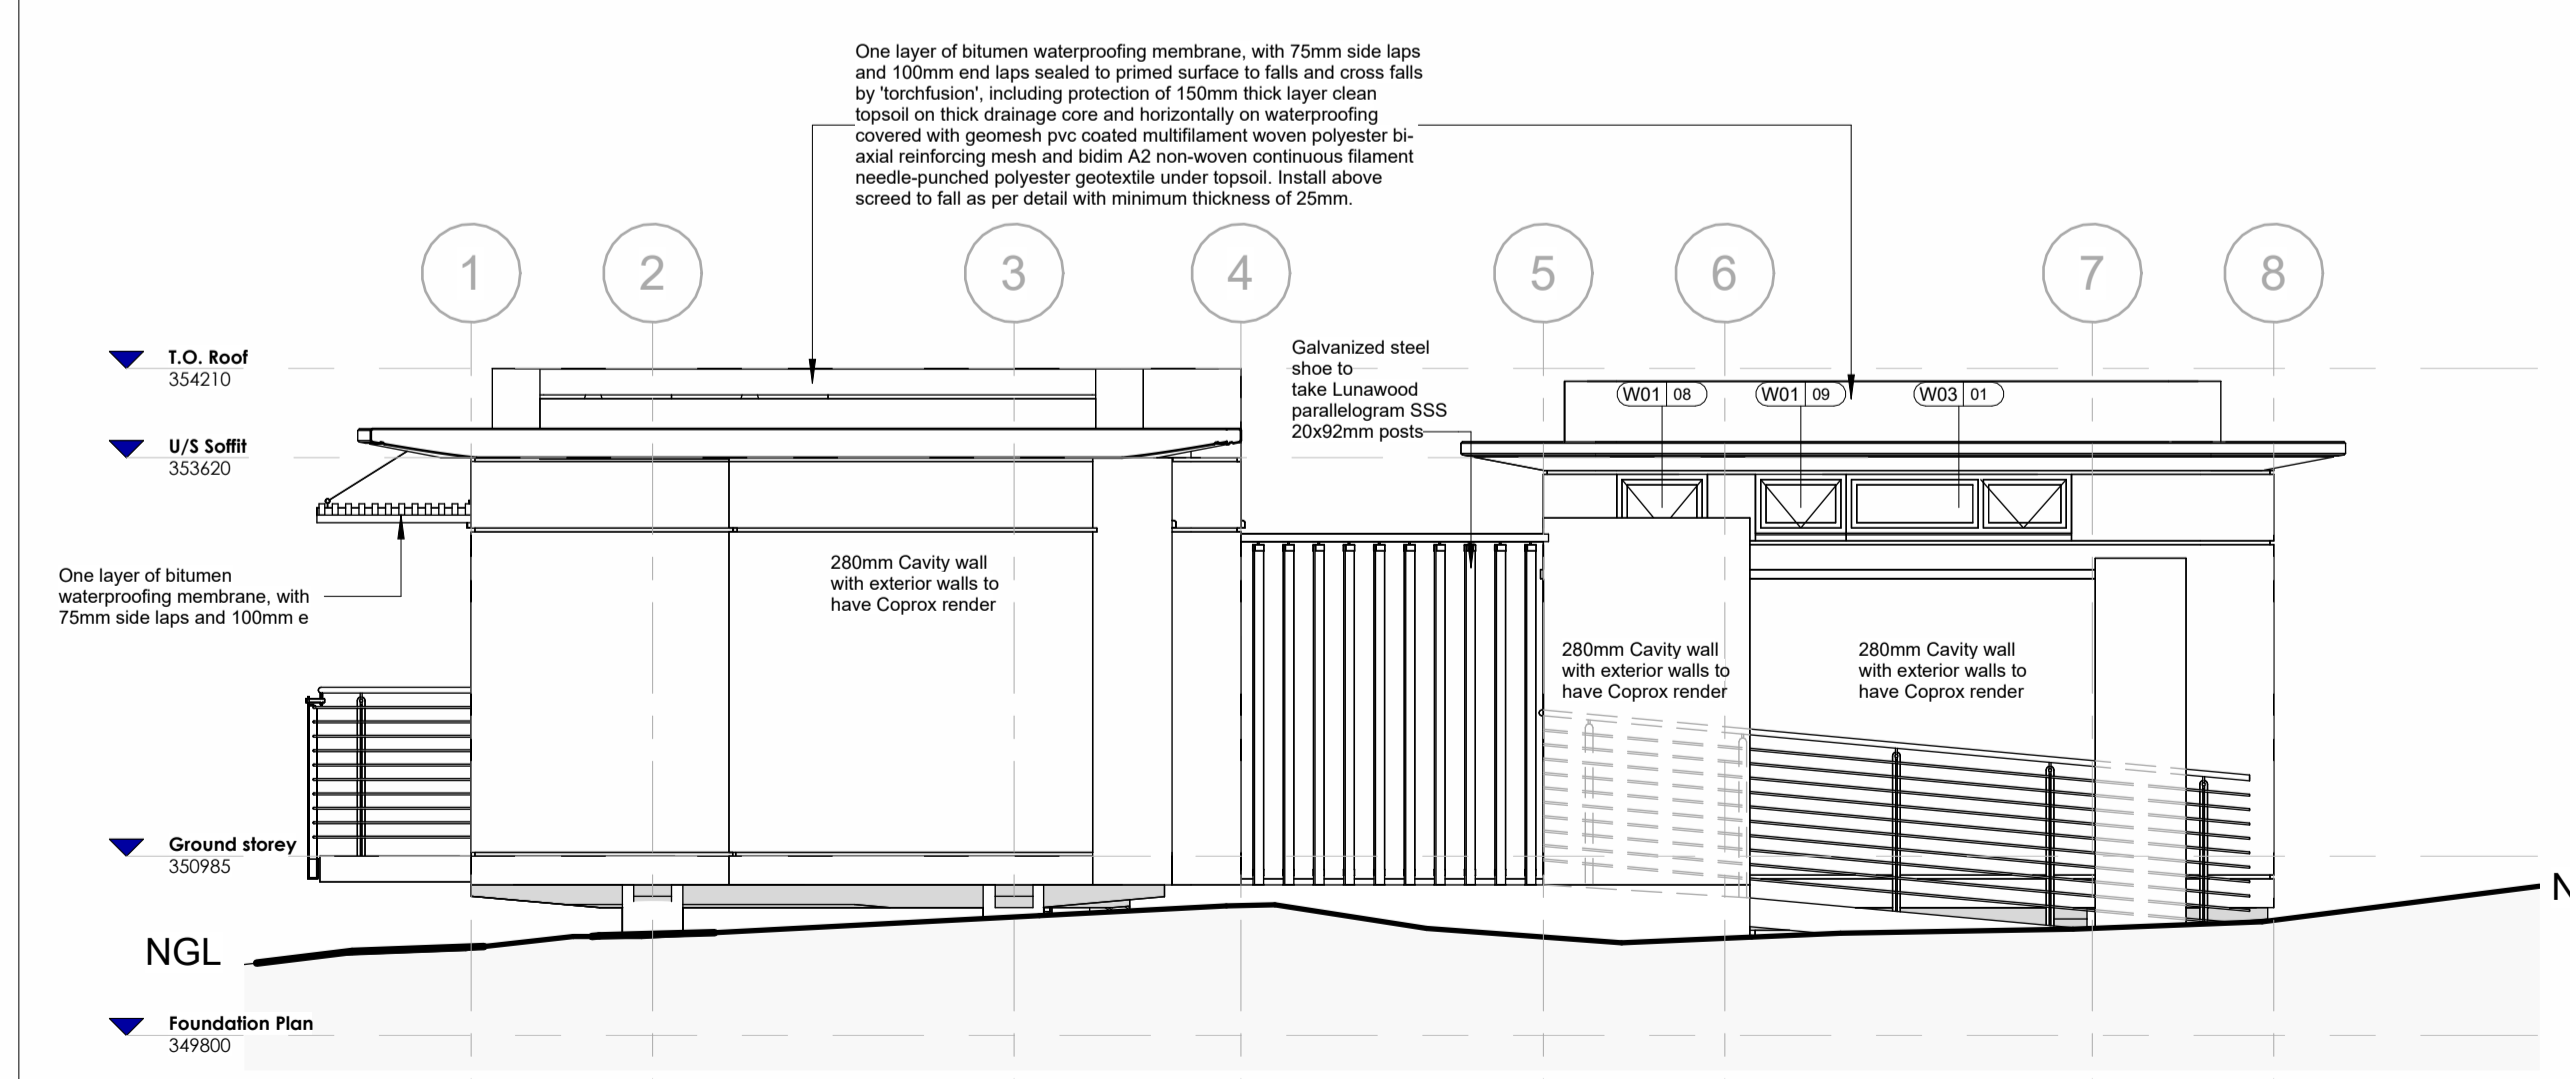 One layer of bitumen waterproofing membrane, with 75mm side laps
and 100mm end laps sealed to primed surface to falls and cross falls
by 'torchfusion', including protection of 150mm thick layer clean
topsoil on thick drainage core and horizontally on waterproofing
covered with geomesh pvc coated multifilament woven polyester bi-
axial reinforcing mesh and bidim A2 non-woven continuous filament
needle-punched polyester geotextile under topsoil. Install above
screed to fall as per detail with minimum thickness of 25mm.
1
2
3
4
5
6
7
8
T.O. Roof
354210
Galvanized steel
shoe to
take Lunawood
parallelogram SSS
20x92mm posts
W01 08
W01 09
W03 01
U/S Soffit
353620
One layer of bitumen
waterproofing membrane, with
75mm side laps and 100mm e
280mm Cavity wall
with exterior walls to
have Coprox render
280mm Cavity wall
with exterior walls to
have Coprox render
280mm Cavity wall
with exterior walls to
have Coprox render
Ground storey
350985
N
NGL
Foundation Plan
349800